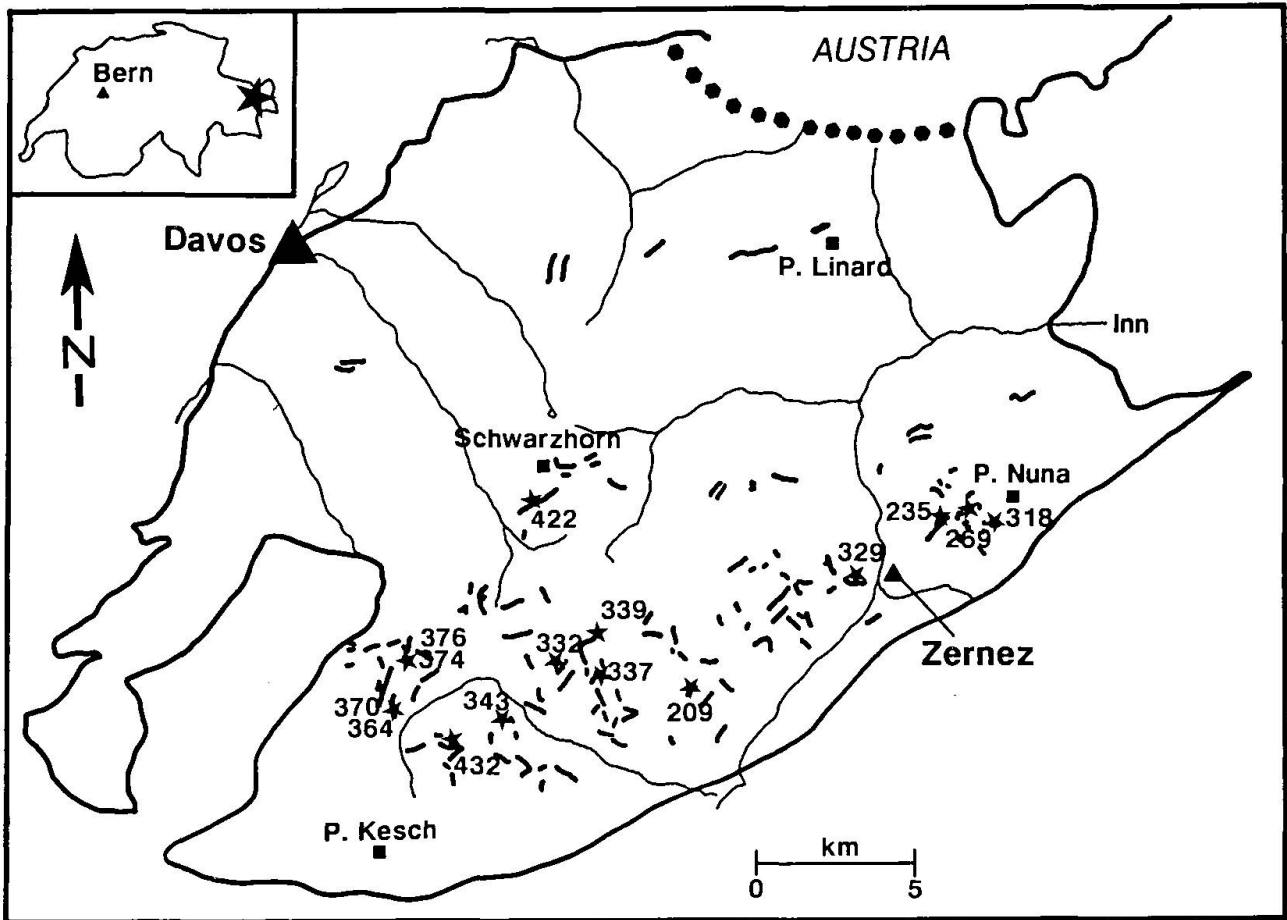 Bern
AUSTRIA
Davos
N
P. Linard
Inn
Schwarzhorn
422
P. Nuna
235
269
318
329
Zernez
339
332
337
376
374
370
364
343
432
209
P. Kesch
km
0 5